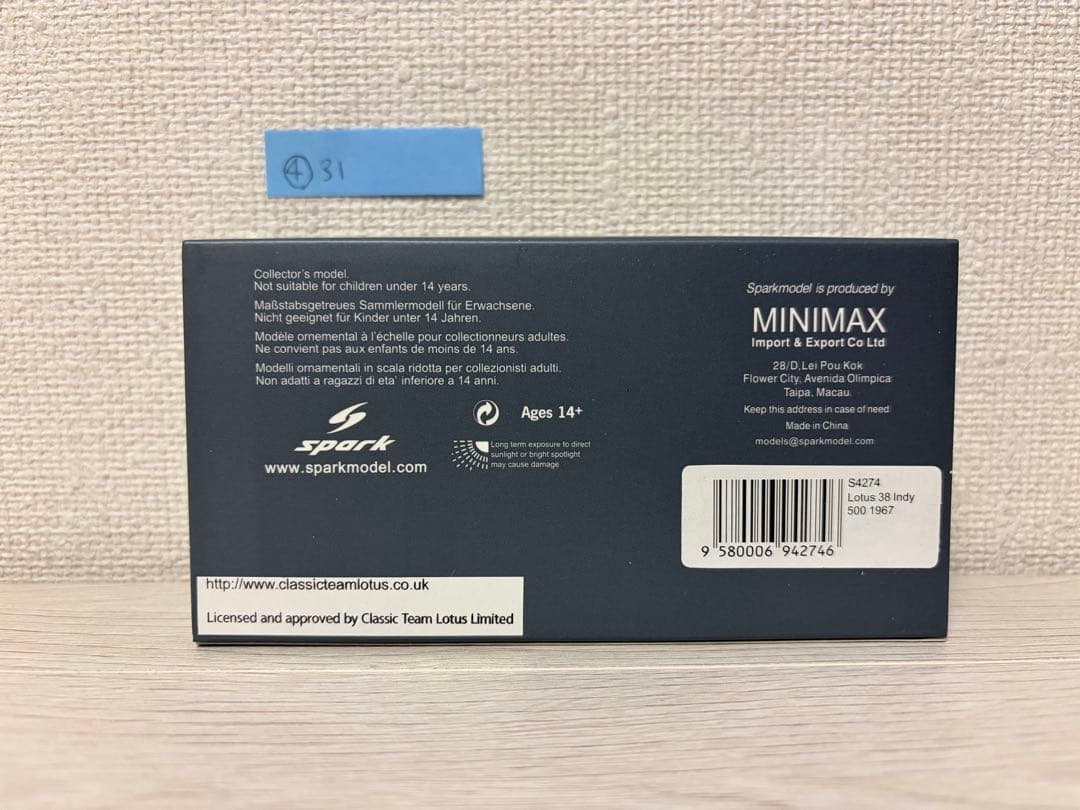 ④ 31
Collector's model.
Not suitable for children under 14 years.
Maßstabsgetreues Sammlermodell für Erwachsene.
Nicht geeignet für Kinder unter 14 Jahren.
Modèle ornemental à l'échelle pour collectionneurs adultes.
Ne convient pas aux enfants de moins de 14 ans.
Modelli ornamentali in scala ridotta per collezionisti adulti.
Non adatti a ragazzi di eta' inferiore a 14 anni.
spark
www.sparkmodel.com
Ages 14+
Long term exposure to direct
sunlight or bright spotlight
may cause damage
Sparkmodel is produced by
MINIMAX
Import & Export Co Ltd
28/D,Lei Pou Kok
Flower City, Avenida Olimpica
Taipa, Macau
Keep this address in case of need
Made in China
models@sparkmodel.com
S4274
Lotus 38 Indy
500 1967
9 580006 942746
http://www.classicteamlotus.co.uk
Licensed and approved by Classic Team Lotus Limited